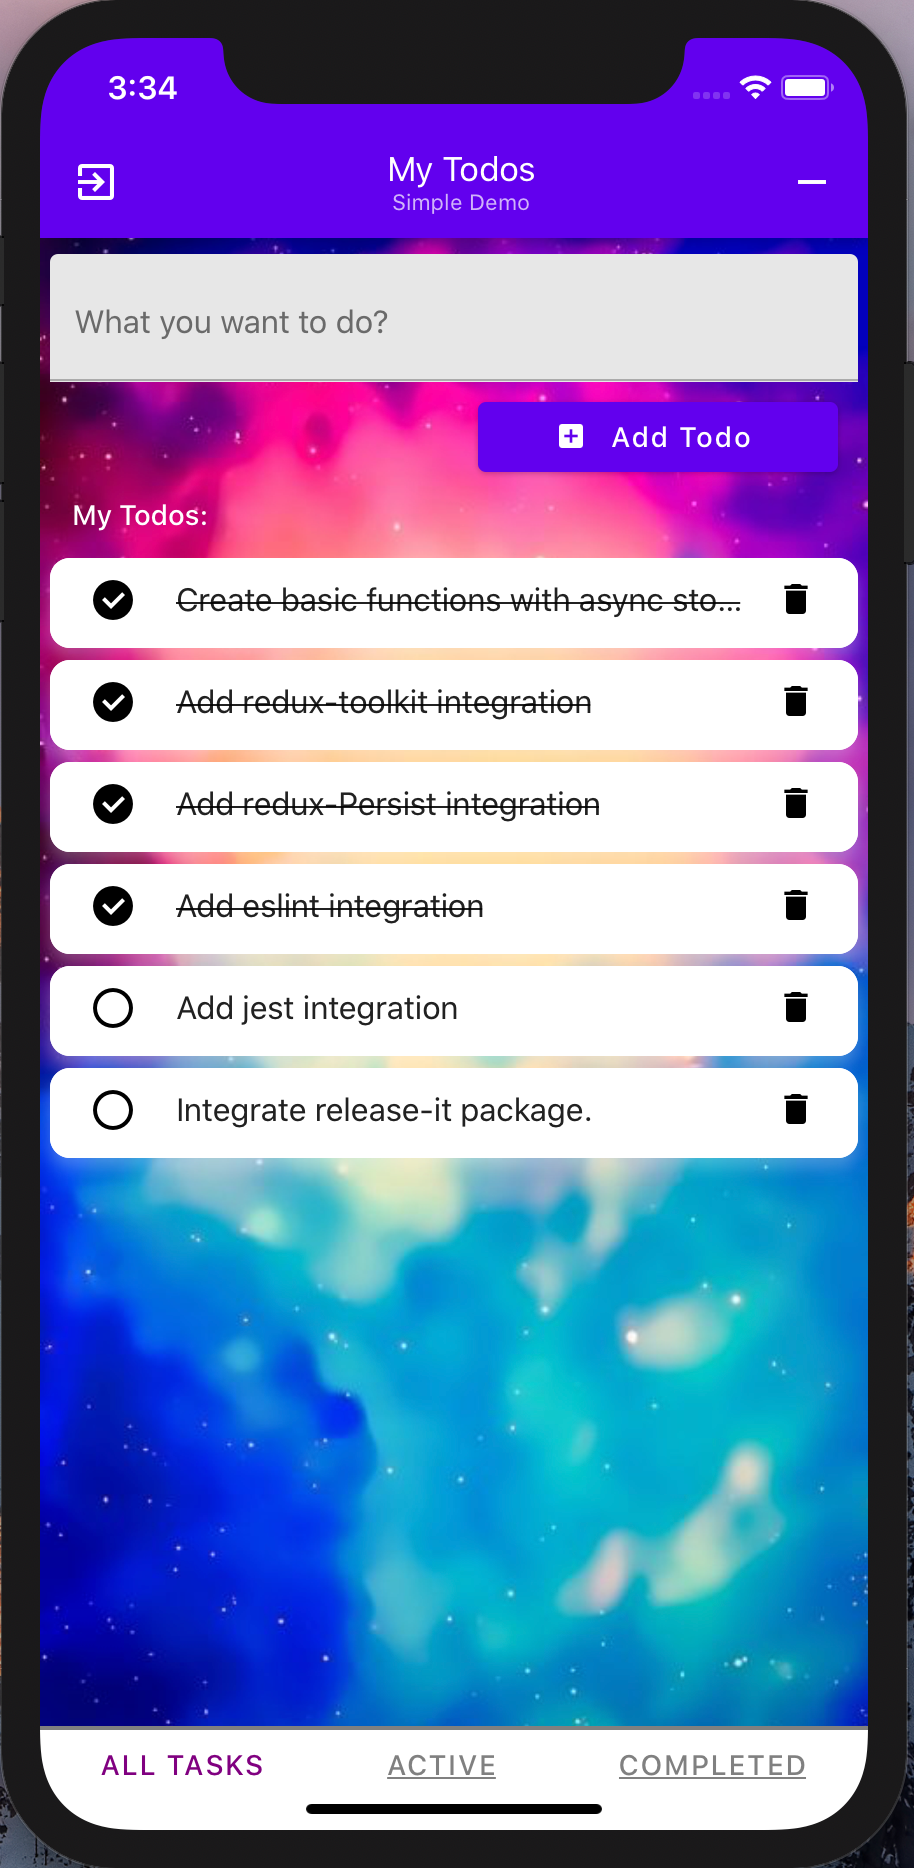 3:34
My Todos
Simple Demo
What you want to do?
Add Todo
My Todos:
Create basic functions with async sto...
Add redux-toolkit integration
Add redux-Persist integration
Add eslint integration
Add jest integration
Integrate release-it package.
ALL TASKS ACTIVE COMPLETED